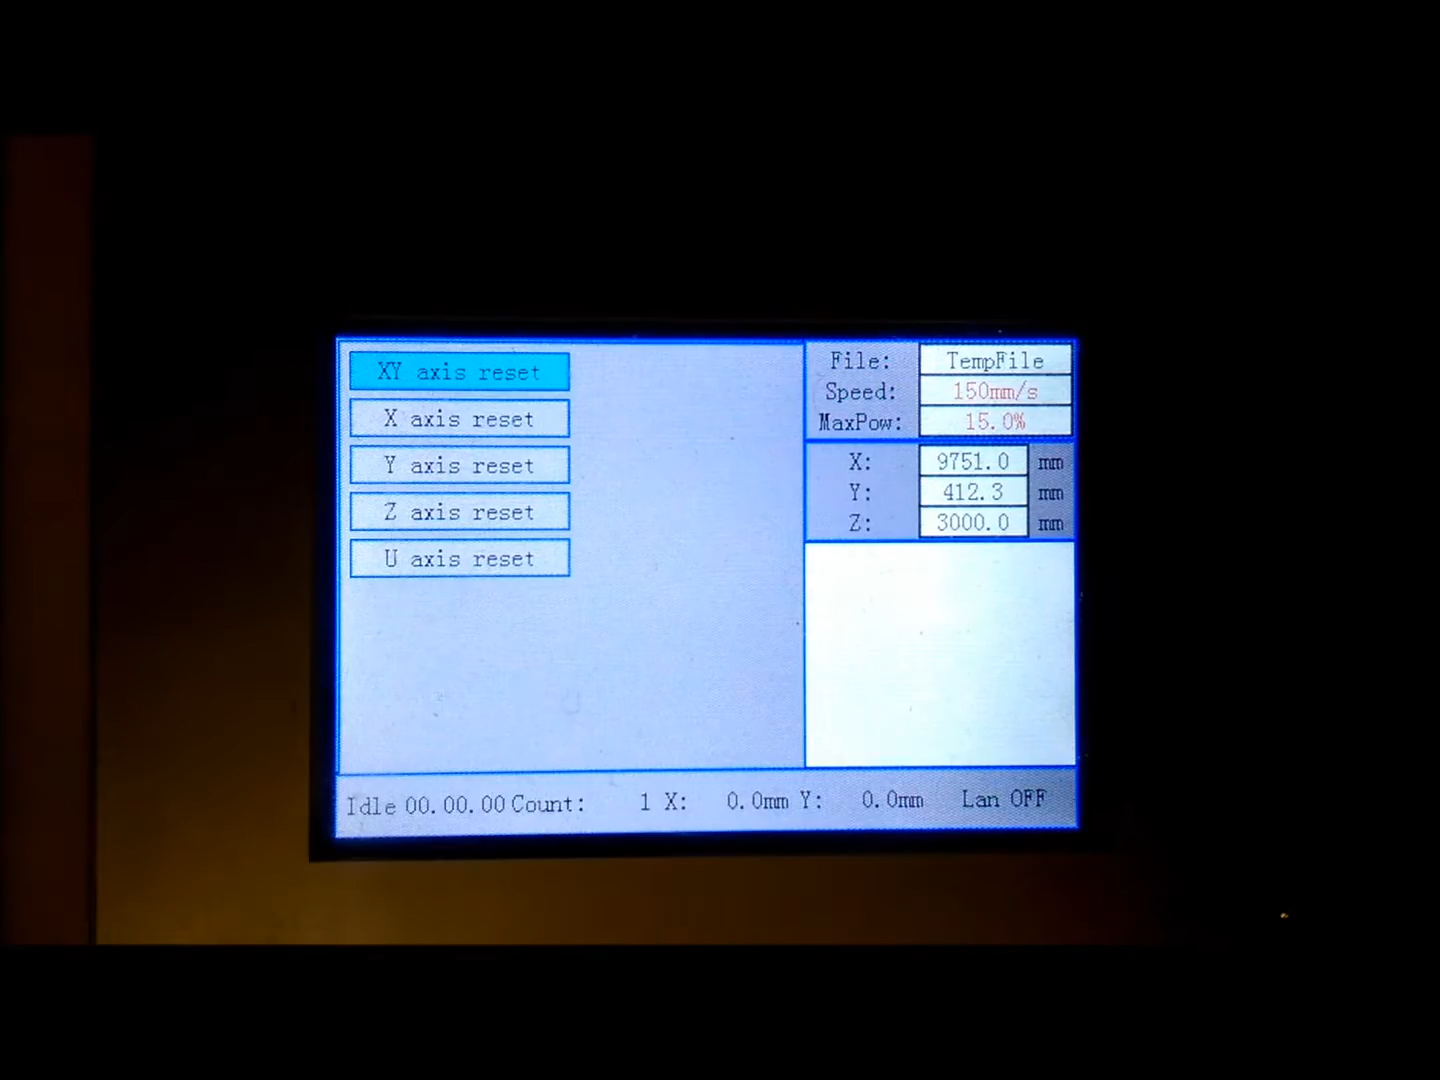 XY axis reset
X axis reset
Y axis reset
Z axis reset
U axis reset
File: TempFile
Speed: 150mm/s
MaxPow: 15.0%
X: 9751.0 mm
Y: 412.3 mm
Z: 3000.0 mm
Idle 00.00.00 Count: 1 X: 0.0mm Y: 0.0mm Lan OFF